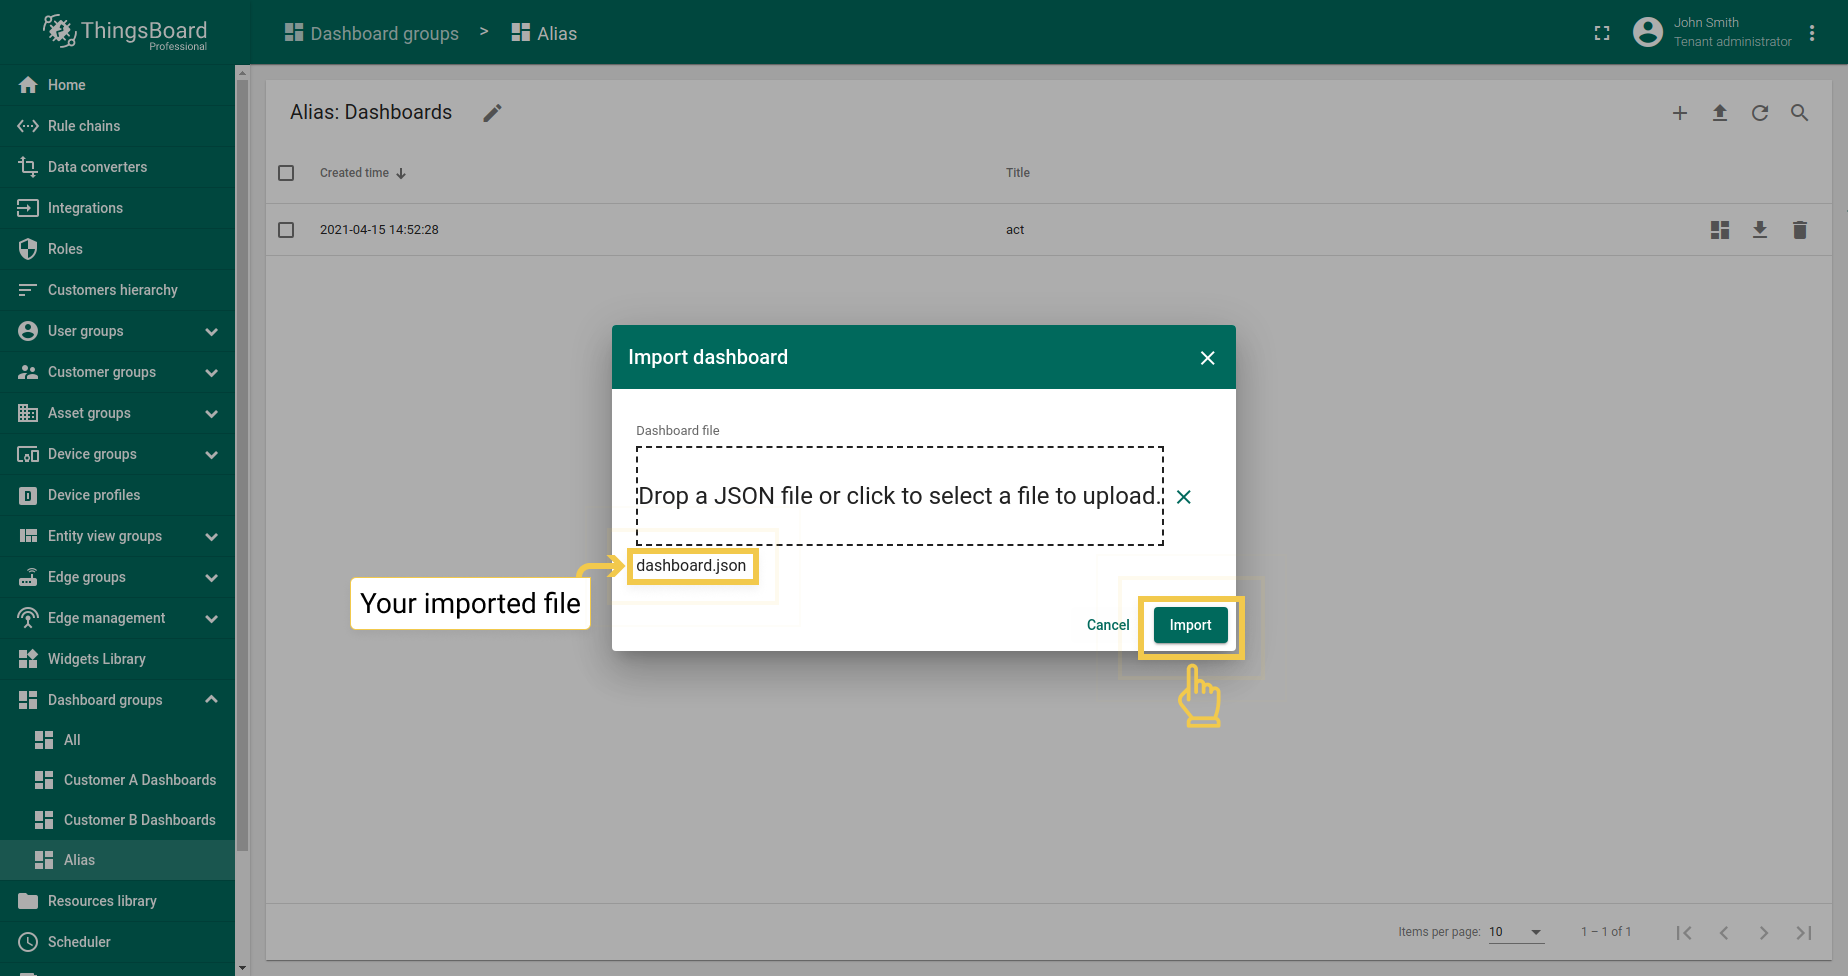 ThingsBoard
Professional
Dashboard groups > Alias
John Smith
Tenant administrator
Home
Rule chains
Data converters
Integrations
Roles
Customers hierarchy
User groups
Customer groups
Asset groups
Device groups
Device profiles
Entity view groups
Edge groups
Edge management
Widgets Library
Dashboard groups
All
Customer A Dashboards
Customer B Dashboards
Alias
Resources library
Scheduler
Alias: Dashboards
Created time
Title
2021-04-15 14:52:28
act
Import dashboard
Dashboard file
Drop a JSON file or click to select a file to upload.
dashboard.json
Your imported file
Cancel
Import
Items per page: 10
1 – 1 of 1